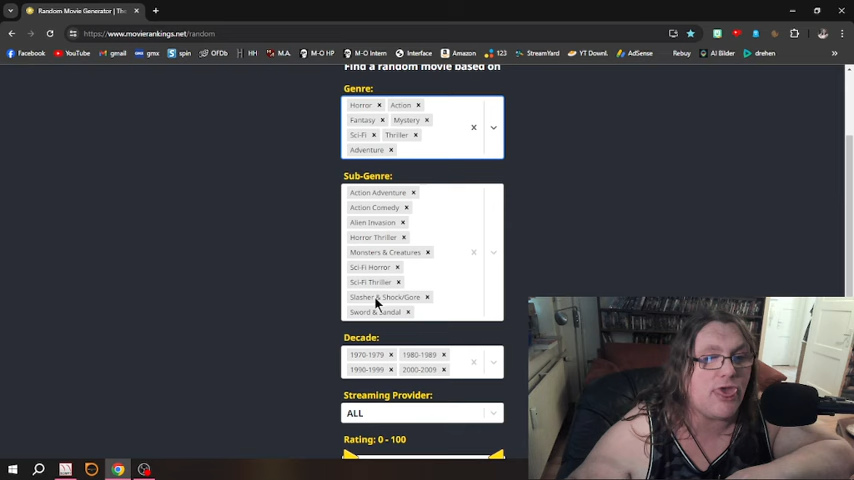 Random Movie Generator | The
https://www.movierankings.net/random
Facebook YouTube gmail gmx spin OFDb HH M.A. M-O HP M-O Intern Interface Amazon 123 StreamYard YT Downl. AdSense Rebuy AI Bilder drehen
Find a random movie based on
Genre:
Horror Action
Fantasy Mystery
Sci-Fi Thriller
Adventure
Sub-Genre:
Action Adventure
Action Comedy
Alien Invasion
Horror Thriller
Monsters & Creatures
Sci-Fi Horror
Sci-Fi Thriller
Slasher & Shock/Gore
Sword & Sandal
Decade:
1970-1979 1980-1989
1990-1999 2000-2009
Streaming Provider:
ALL
Rating: 0 - 100